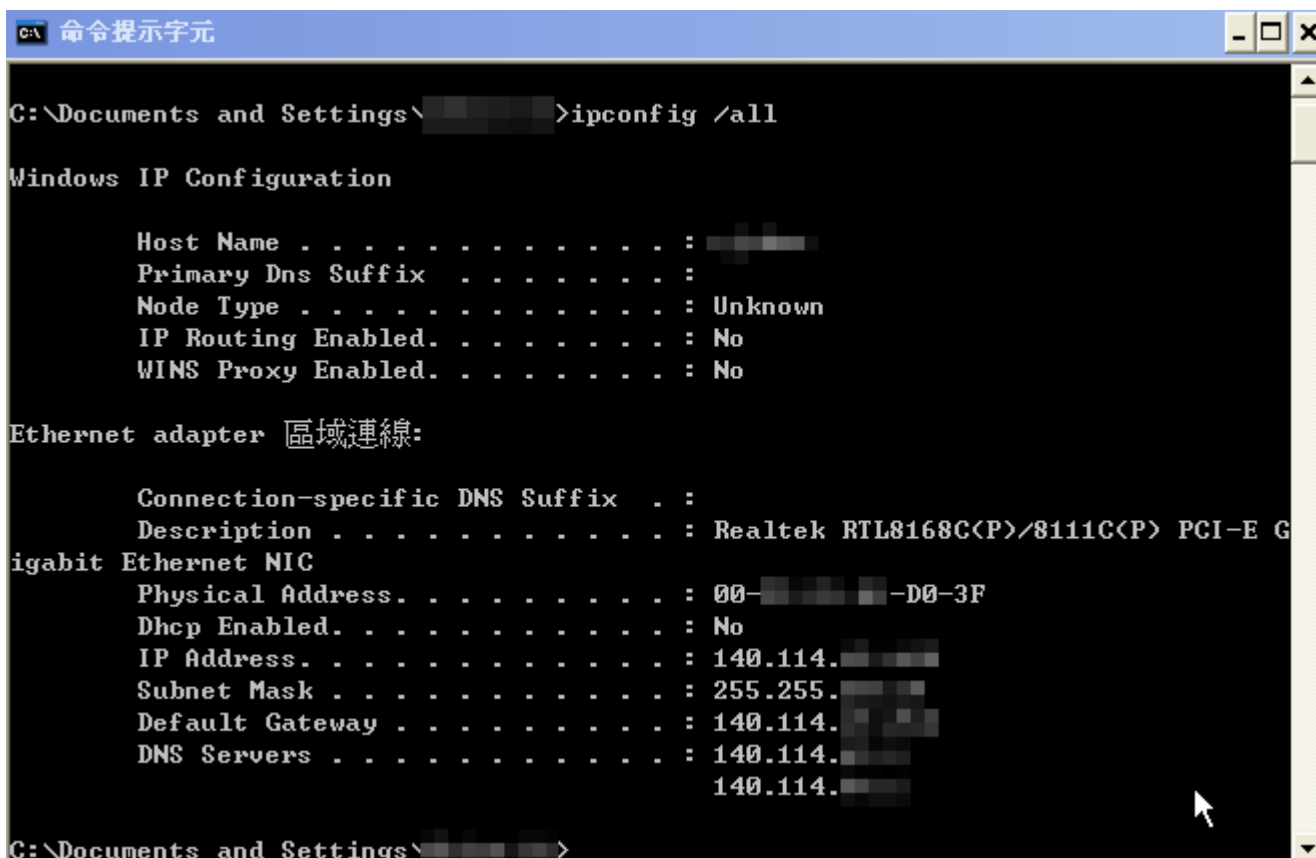 命令提示字元
C:\Documents and Settings\ >ipconfig /all
Windows IP Configuration
Host Name . . . . . . . . . . . . :
Primary Dns Suffix  . . . . . . . :
Node Type . . . . . . . . . . . . : Unknown
IP Routing Enabled. . . . . . . . : No
WINS Proxy Enabled. . . . . . . . : No
Ethernet adapter 區域連線:
Connection-specific DNS Suffix  . :
Description . . . . . . . . . . . : Realtek RTL8168C(P)/8111C(P) PCI-E G
igabit Ethernet NIC
Physical Address. . . . . . . . . : 00- -D0-3F
Dhcp Enabled. . . . . . . . . . . : No
IP Address. . . . . . . . . . . . : 140.114.
Subnet Mask . . . . . . . . . . . : 255.255.
Default Gateway . . . . . . . . . : 140.114.
DNS Servers . . . . . . . . . . . : 140.114.
140.114.
C:\Documents and Settings\ >